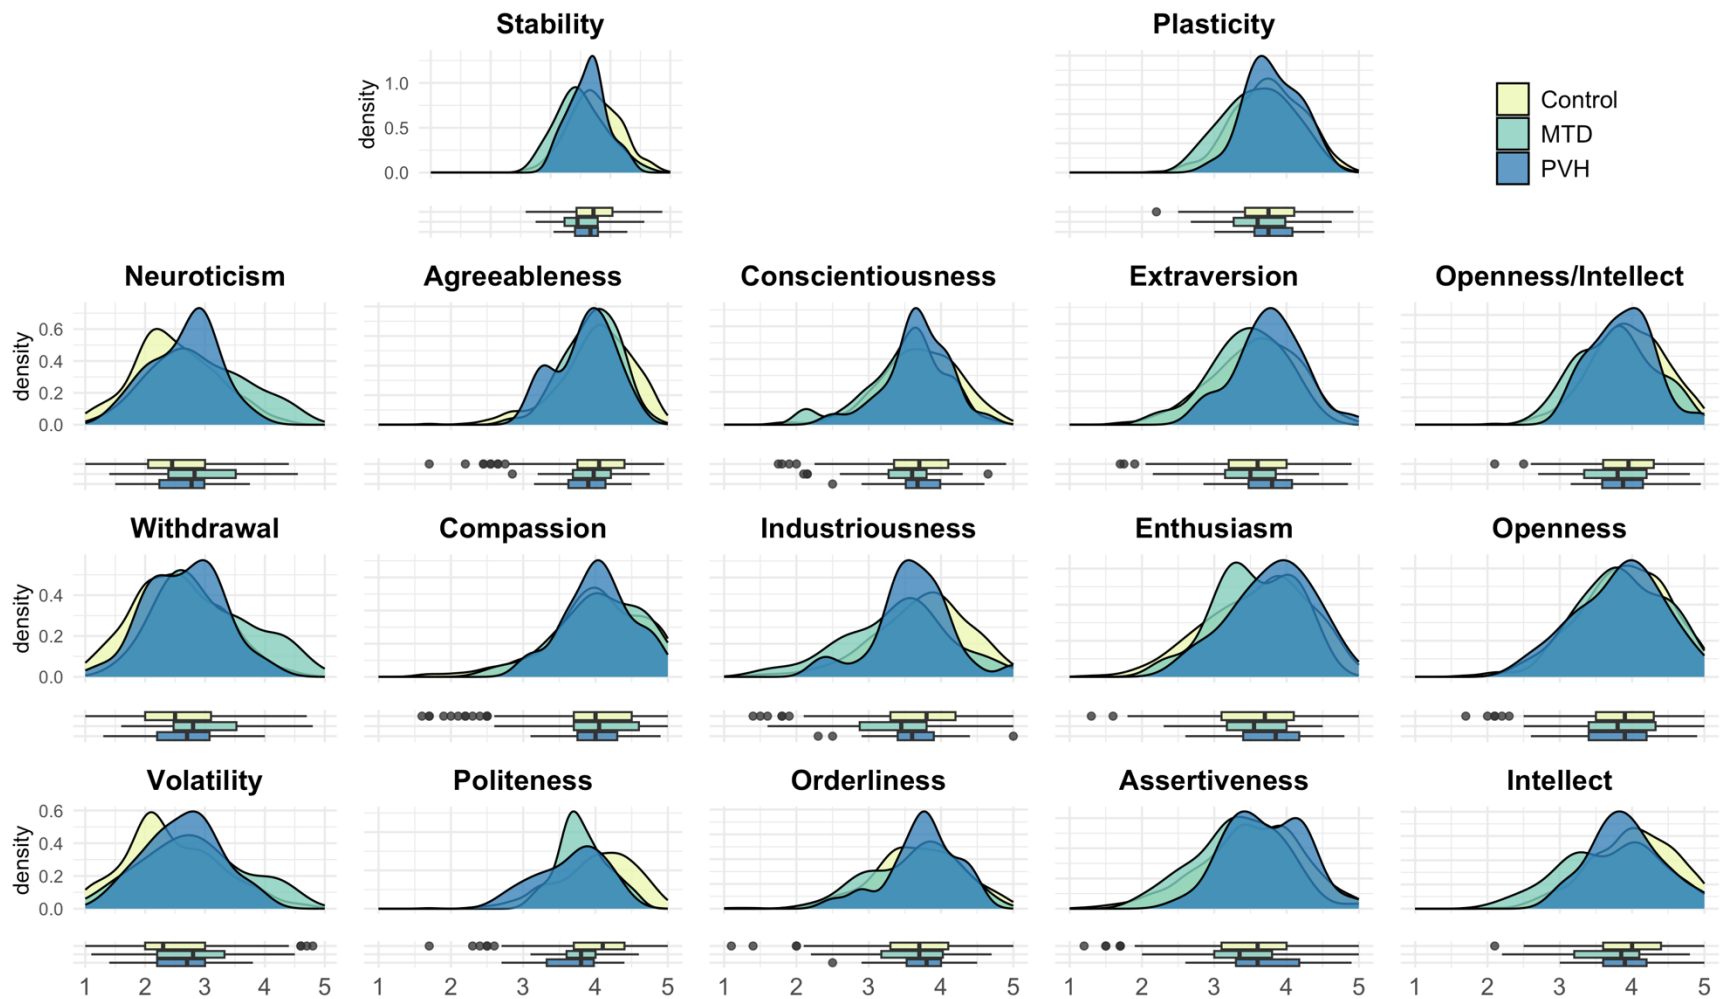 Stability
Plasticity
density
1.0
0.5
0.0
Control
MTD
PVH
Neuroticism
Agreeableness
Conscientiousness
Extraversion
Openness/Intellect
density
0.6
0.4
0.2
0.0
Withdrawal
Compassion
Industriousness
Enthusiasm
Openness
density
0.4
0.2
0.0
Volatility
Politeness
Orderliness
Assertiveness
Intellect
density
0.6
0.4
0.2
0.0
1 2 3 4 5
1 2 3 4 5
1 2 3 4 5
1 2 3 4 5
1 2 3 4 5